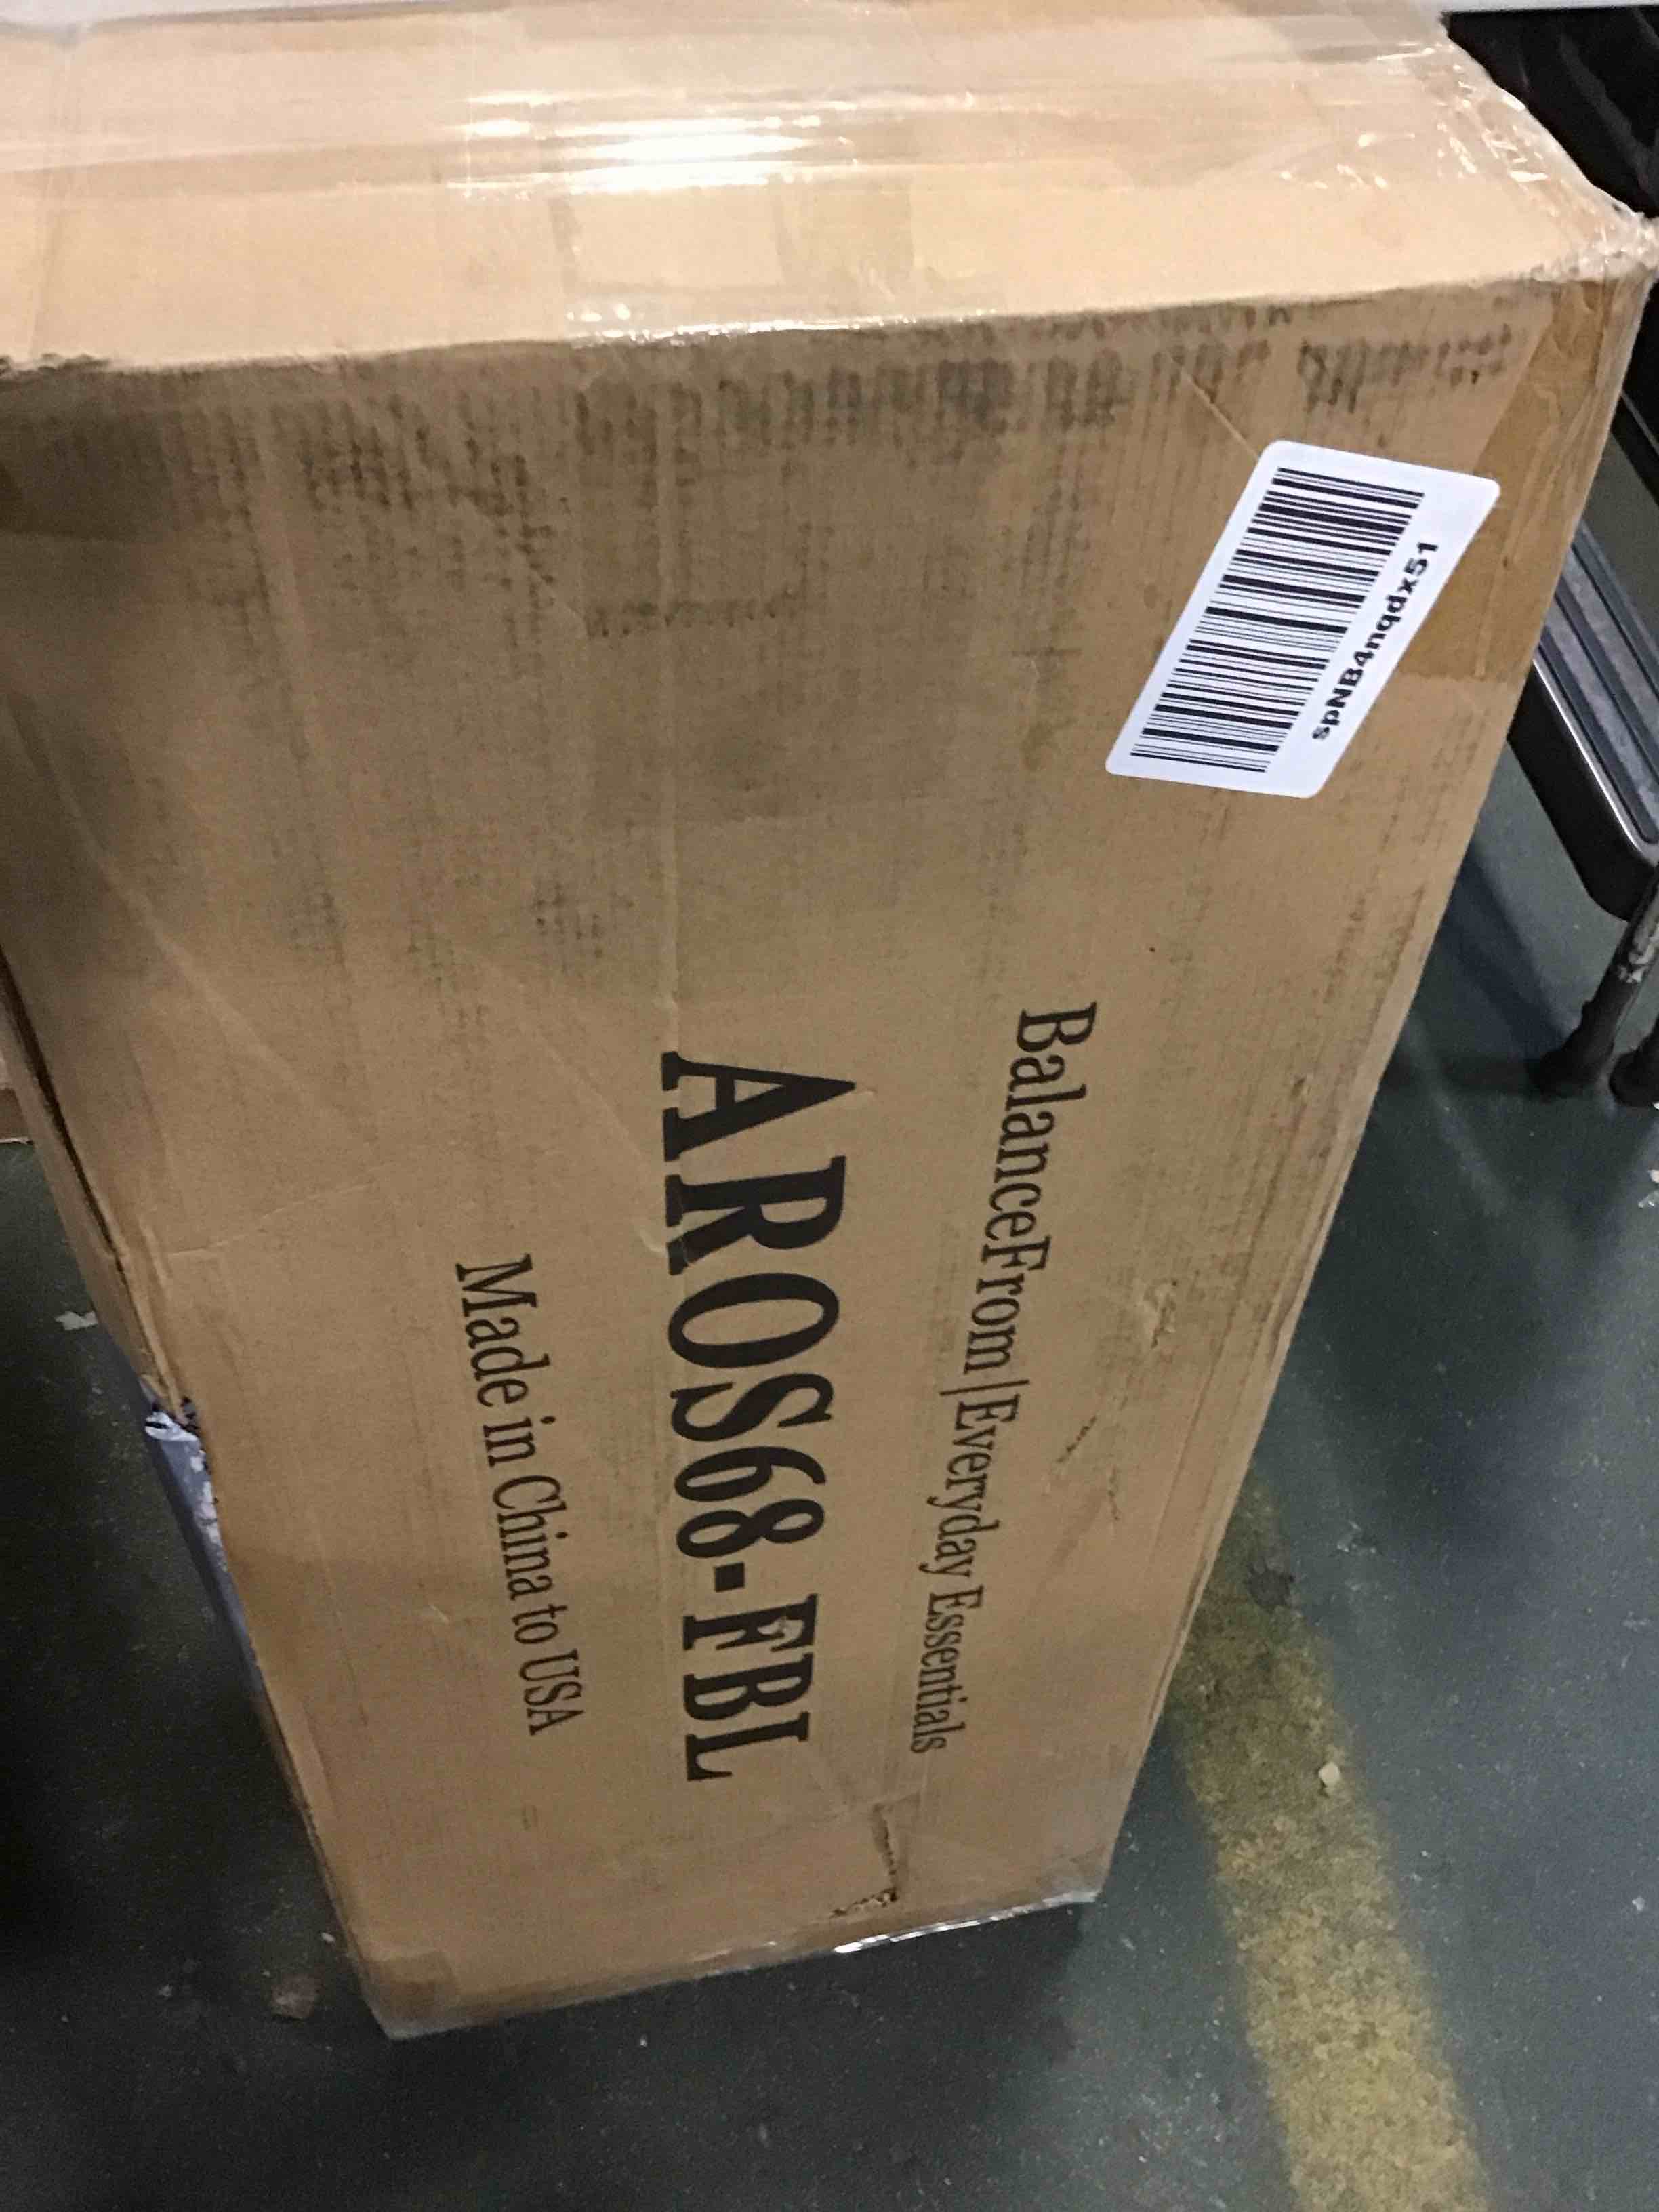 spNB4nqdx51
BalanceFrom|Everyday Essentials
AROS68-FBL
Made in China to USA